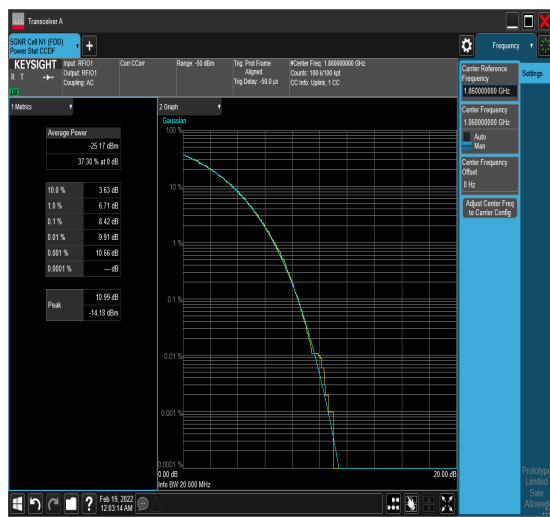 Transceiver A
5GNR Cell N1 (FDD)
Power Stat CCDF
Frequency
KEYSIGHT
R T
Input: RFIO1
Output: RFIO1
Coupling: AC
Corr CCorr
Range: -50 dBm
Trig: Prot Frame
Aligned
Trig Delay: -50.0 µs
#Center Freq: 1.860000000 GHz
Counts: 100 k/100 kpt
CC Info: Uplink, 1 CC
1 Metrics
Average Power
-25.17 dBm
37.30 % at 0 dB
10.0 % 3.63 dB
1.0 % 6.71 dB
0.1 % 8.42 dB
0.01 % 9.91 dB
0.001 % 10.66 dB
0.0001 % --- dB
Peak
10.99 dB
-14.18 dBm
2 Graph
Gaussian
100 %
10 %
1 %
0.1 %
0.01 %
0.001 %
0.0001 %
0.00 dB
20.00 dB
Info BW 20.000 MHz
Carrier Reference
Frequency
1.860000000 GHz
Settings
Center Frequency
1.860000000 GHz
Auto
Man
Center Frequency
Offset
0 Hz
Adjust Center Freq
to Carrier Config
Prototype
Limited
Sale
Allowed
Feb 19, 2022
12:03:14 AM